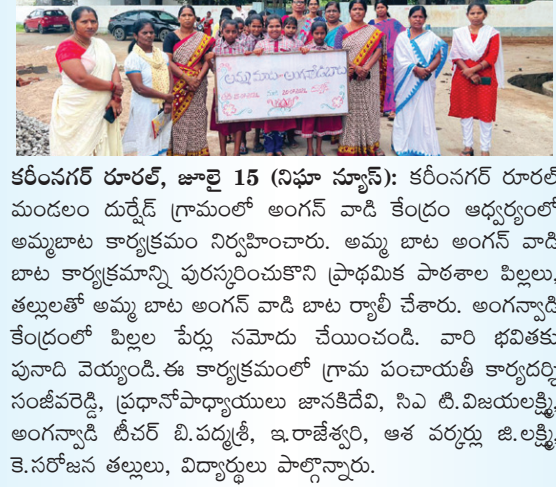 అమ్మ మాట - అంగన్వాడి బాట
కరీంనగర్ రూరల్, జూలై 15 (నిఘా న్యూస్): కరీంనగర్ రూరల్
మండలం దుర్షేడ్ గ్రామంలో అంగన్ వాడి కేంద్రం ఆధ్వర్యంలో
అమ్మబాట కార్యక్రమం నిర్వహించారు. అమ్మ బాట అంగన్ వాడి
బాట కార్యక్రమాన్ని పురస్కరించుకొని ప్రాథమిక పాఠశాల పిల్లలు,
తల్లులతో అమ్మ బాట అంగన్ వాడి బాట ర్యాలీ చేశారు. అంగన్వాడి
కేంద్రంలో పిల్లల పేర్లు నమోదు చేయించండి. వారి భవితకు
పునాది వెయ్యండి.ఈ కార్యక్రమంలో గ్రామ పంచాయతీ కార్యదర్శి
సంజీవరెడ్డి, ప్రధానోపాధ్యాయులు జానకిదేవి, సిఎ టి.విజయలక్ష్మి,
అంగన్వాడి టీచర్ బి.పద్మశ్రీ, ఇ.రాజేశ్వరి, ఆశ వర్కర్లు జి.లక్ష్మి,
కె.సరోజన తల్లులు, విద్యార్థులు పాల్గొన్నారు.